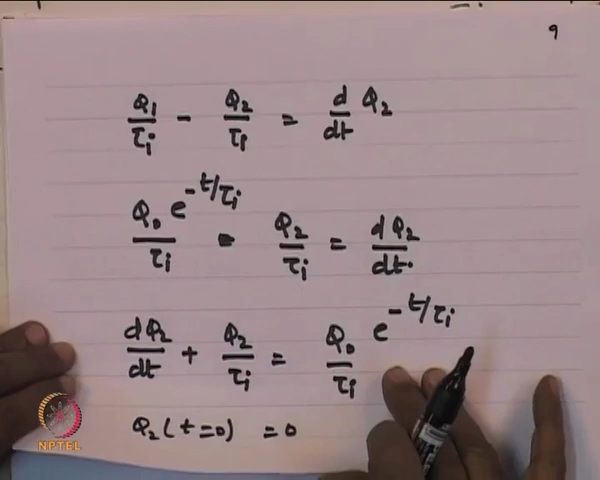 9
Q₁/τᵢ - Q₂/τᵢ = d/dt Q₂
Q₀ e^(-t/τᵢ) / τᵢ = Q₂/τᵢ = dQ₂/dt
dQ₂/dt + Q₂/τᵢ = Q₀/τᵢ e^(-t/τᵢ)
Q₂ (t=0) = 0
NPTEL